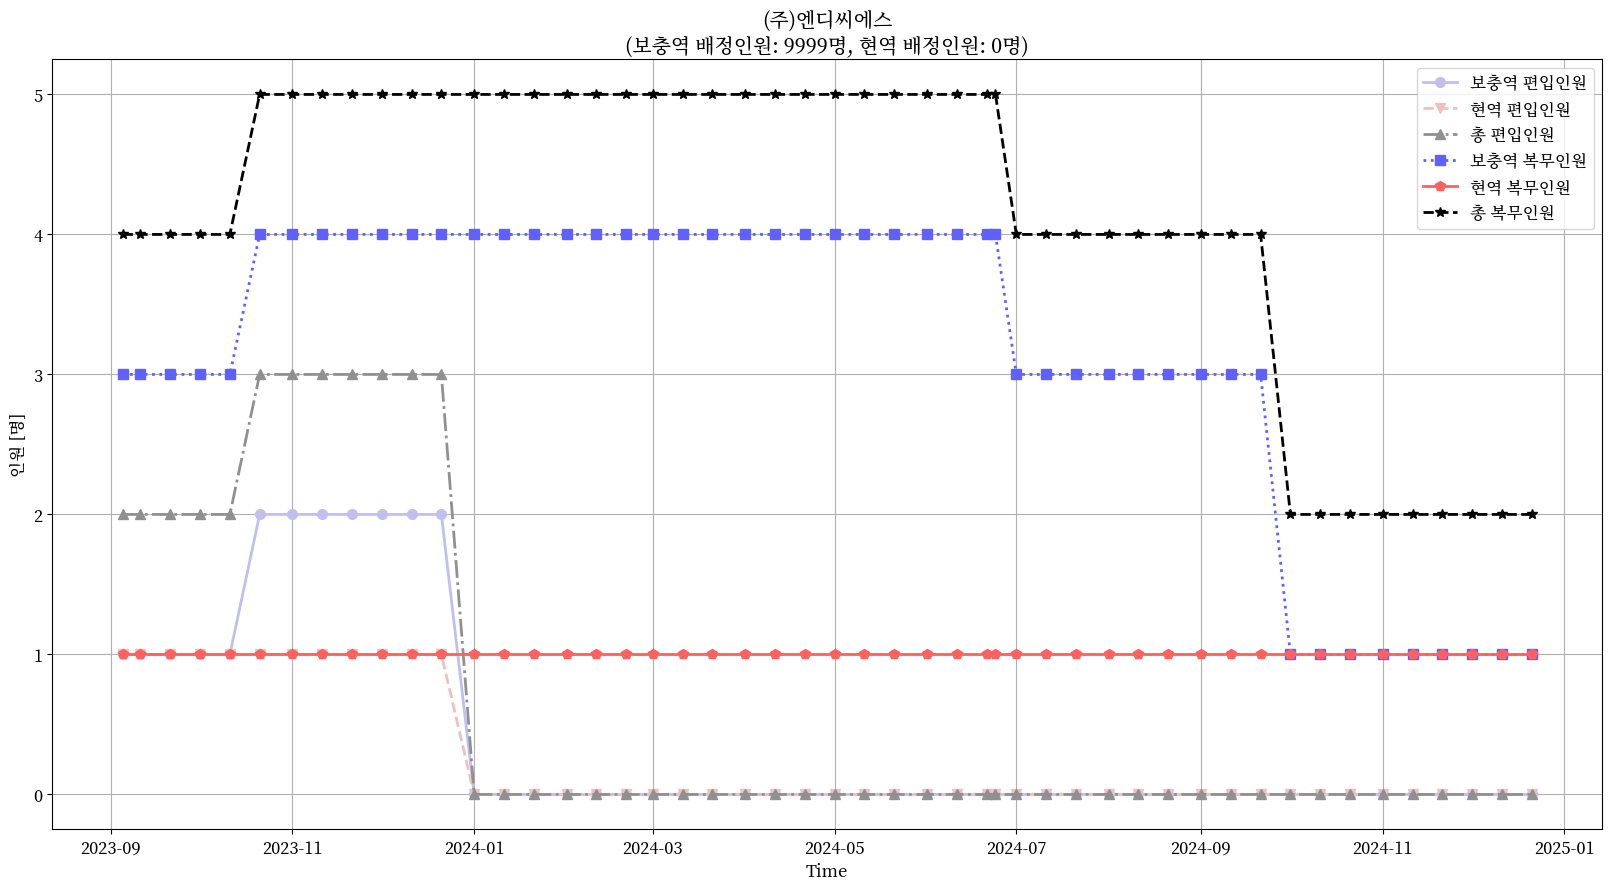 (주)엔디씨에스
(보충역 배정인원: 9999명, 현역 배정인원: 0명)
보충역 편입인원
현역 편입인원
총 편입인원
보충역 복무인원
현역 복무인원
총 복무인원
인원 [명]
5
4
3
2
1
0
2023-09 2023-11 2024-01 2024-03 2024-05 2024-07 2024-09 2024-11 2025-01
Time